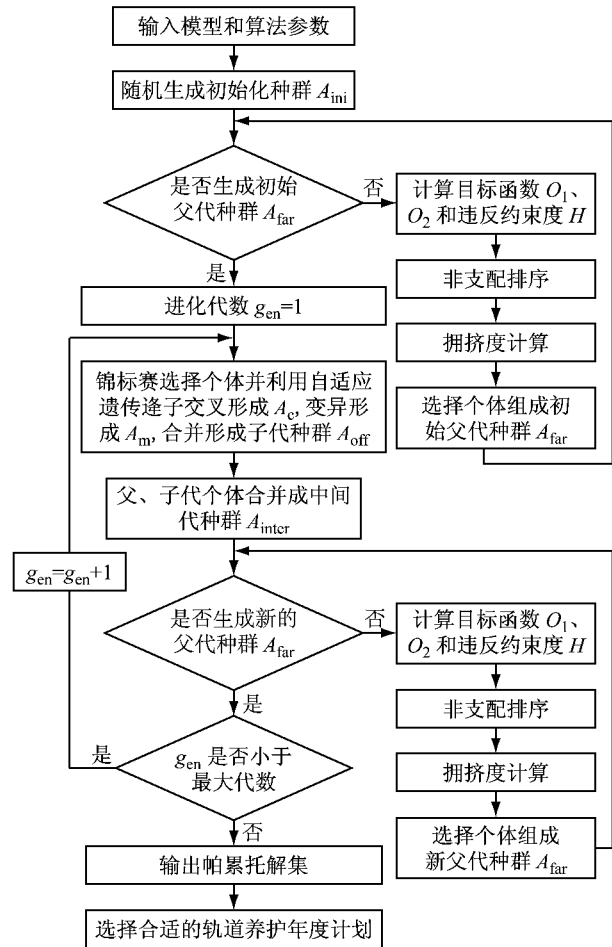 输入模型和算法参数
随机生成初始化种群 A_ini
是否生成初始
父代种群 A_far
否
计算目标函数 O₁、
O₂ 和违反约束度 H
非支配排序
拥挤度计算
选择个体组成初
始父代种群 A_far
是
进化代数 g_en=1
锦标赛选择个体并利用自适应
遗传逄子交叉形成 A_c, 变异形
成 A_m, 合并形成子代种群 A_off
父、子代个体合并成中间
代种群 A_inter
g_en=g_en+1
是否生成新的
父代种群 A_far
否
计算目标函数 O₁、
O₂ 和违反约束度 H
非支配排序
拥挤度计算
选择个体组成
新父代种群 A_far
是
g_en 是否小于
最大代数
是
否
输出帕累托解集
选择合适的轨道养护年度计划